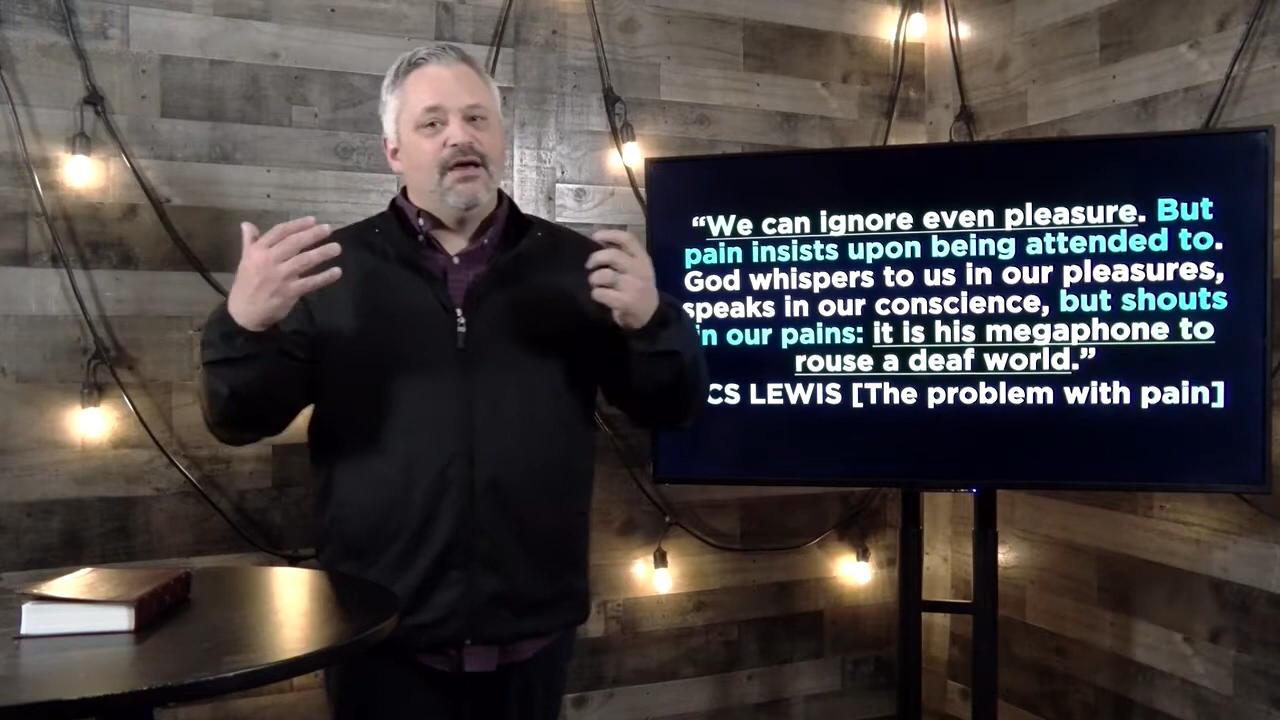 “We can ignore even pleasure. But
pain insists upon being attended to.
God whispers to us in our pleasures,
speaks in our conscience, but shouts
in our pains: it is his megaphone to
rouse a deaf world.”
CS LEWIS [The problem with pain]